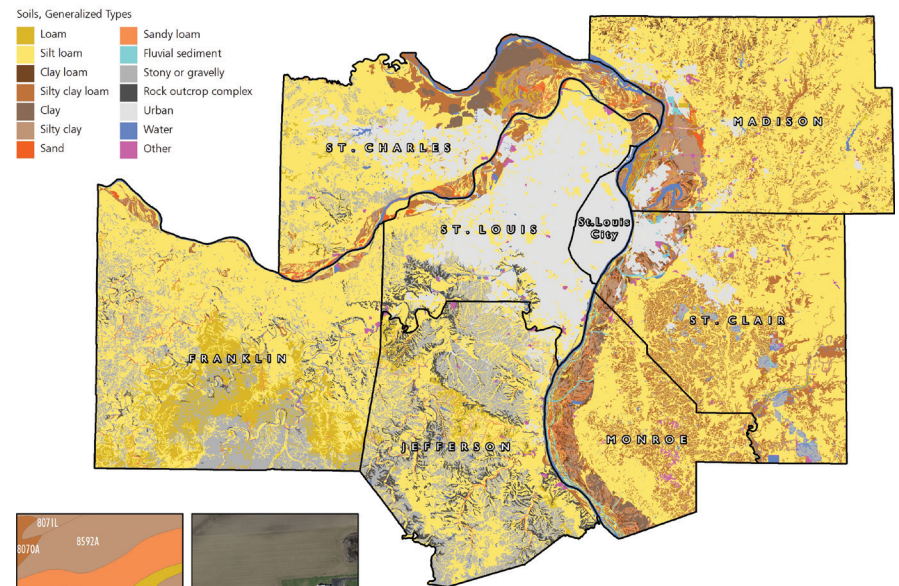 Soils, Generalized Types
Loam
Silt loam
Clay loam
Silty clay loam
Clay
Silty clay
Sand
Sandy loam
Fluvial sediment
Stony or gravelly
Rock outcrop complex
Urban
Water
Other
MADISON
ST. CHARLES
ST. LOUIS
St.Louis
City
ST. CLAIR
FRANKLIN
JEFFERSON
MONROE
8071L
8592A
8070A